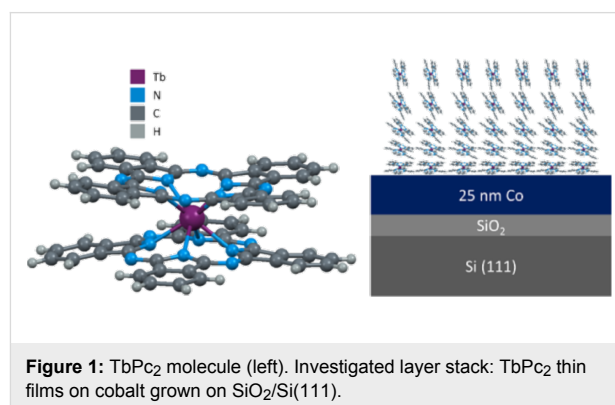 Tb
N
C
H
25 nm Co
SiO₂
Si (111)
Figure 1: TbPc₂ molecule (left). Investigated layer stack: TbPc₂ thin
films on cobalt grown on SiO₂/Si(111).